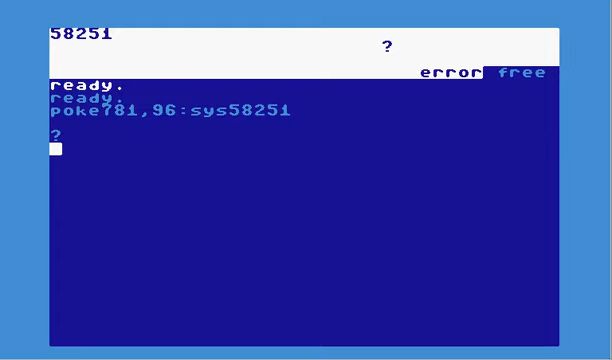 58251
?
error free
ready.
ready.
poke781,96:sys58251
?